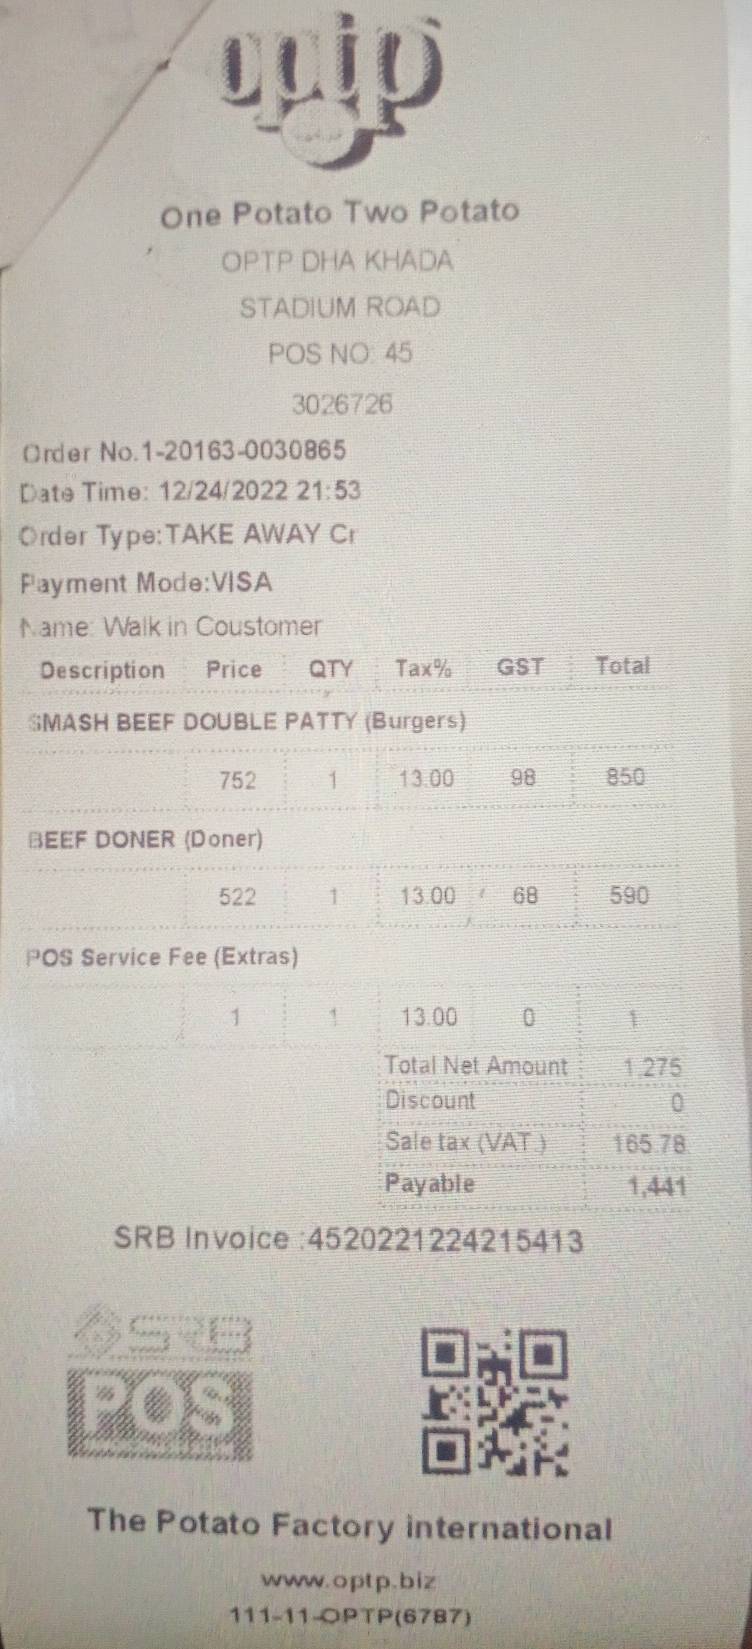 optp
One Potato Two Potato
OPTP DHA KHADA
STADIUM ROAD
POS NO: 45
3026726
Order No.1-20163-0030865
Date Time: 12/24/2022 21:53
Order Type:TAKE AWAY Cr
Payment Mode:VISA
Name: Walk in Coustomer
Description Price QTY Tax% GST Total
SMASH BEEF DOUBLE PATTY (Burgers)
752 1 13.00 98 850
BEEF DONER (Doner)
522 1 13.00 68 590
POS Service Fee (Extras)
1 1 13.00 0 1
Total Net Amount 1,275
Discount 0
Sale tax (VAT.) 165.78
Payable 1,441
SRB Invoice :4520221224215413
SRB
POS
The Potato Factory international
www.optp.biz
111-11-OPTP(6787)